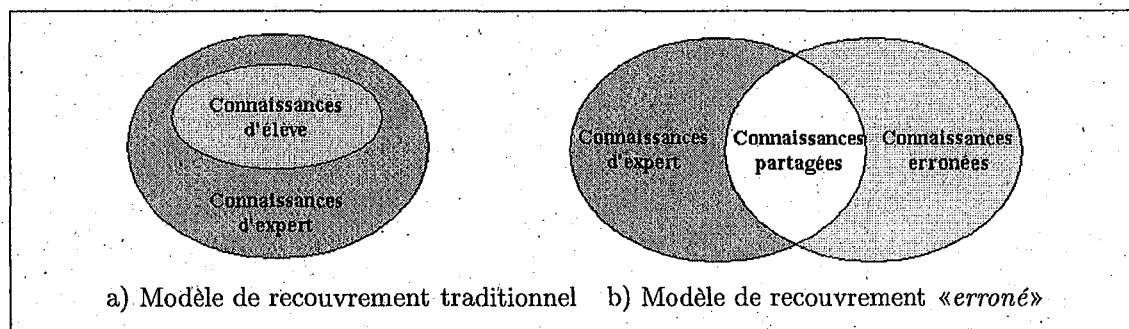 Connaissances
d'élève
Connaissances
d'expert
Connaissances
d'expert
Connaissances
partagées
Connaissances
erronées
a) Modèle de recouvrement traditionnel
b) Modèle de recouvrement «erroné»